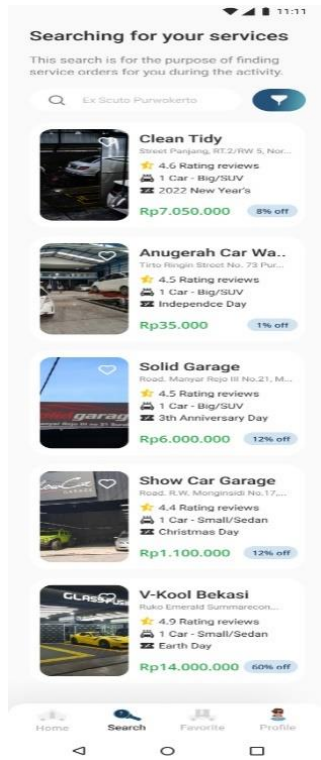 11:11
Searching for your services
This search is for the purpose of finding
service orders for you during the activity.
Ex Scuto Purwokerto
Clean Tidy
Street Panjang, RT.2/RW 5, Nor...
4.6 Rating reviews
1 Car - Big/SUV
2022 New Year's
Rp7.050.000 8% off
Anugerah Car Wa..
Tirto Ringin Street No. 73 Pur...
4.5 Rating reviews
1 Car - Big/SUV
Independce Day
Rp35.000 1% off
garag
Solid Garage
Road. Manyar Rejo III No.21, M...
4.5 Rating reviews
1 Car - Big/SUV
3th Anniversary Day
Rp6.000.000 12% off
GARAGE
Show Car Garage
Road. R.W. Monginsidi No.17,...
4.4 Rating reviews
1 Car - Small/Sedan
Christmas Day
Rp1.100.000 12% off
V-Kool Bekasi
Ruko Emerald Summarecon...
4.9 Rating reviews
1 Car - Small/Sedan
Earth Day
Rp14.000.000 60% off
Home Search Favorite Profile